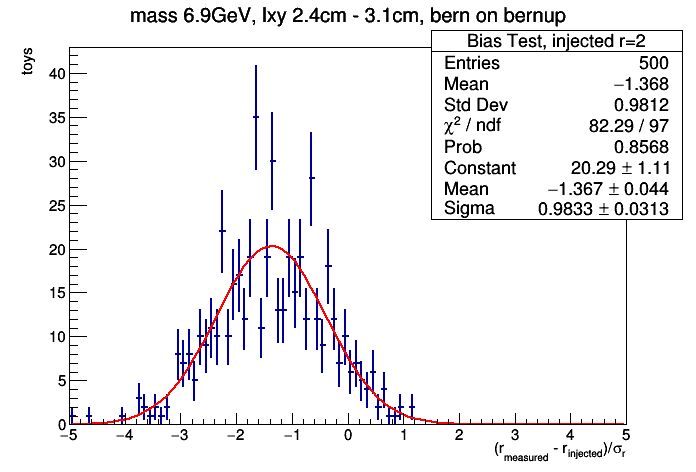 mass 6.9GeV, lxy 2.4cm - 3.1cm, bern on bernup
Bias Test, injected r=2
Entries 500
Mean −1.368
Std Dev 0.9812
χ² / ndf 82.29 / 97
Prob 0.8568
Constant 20.29 ± 1.11
Mean −1.367 ± 0.044
Sigma 0.9833 ± 0.0313
toys
40
35
30
25
20
15
10
5
0
−5 −4 −3 −2 −1 0 1 2 3 4 5
(r_measured - r_injected)/σ_r